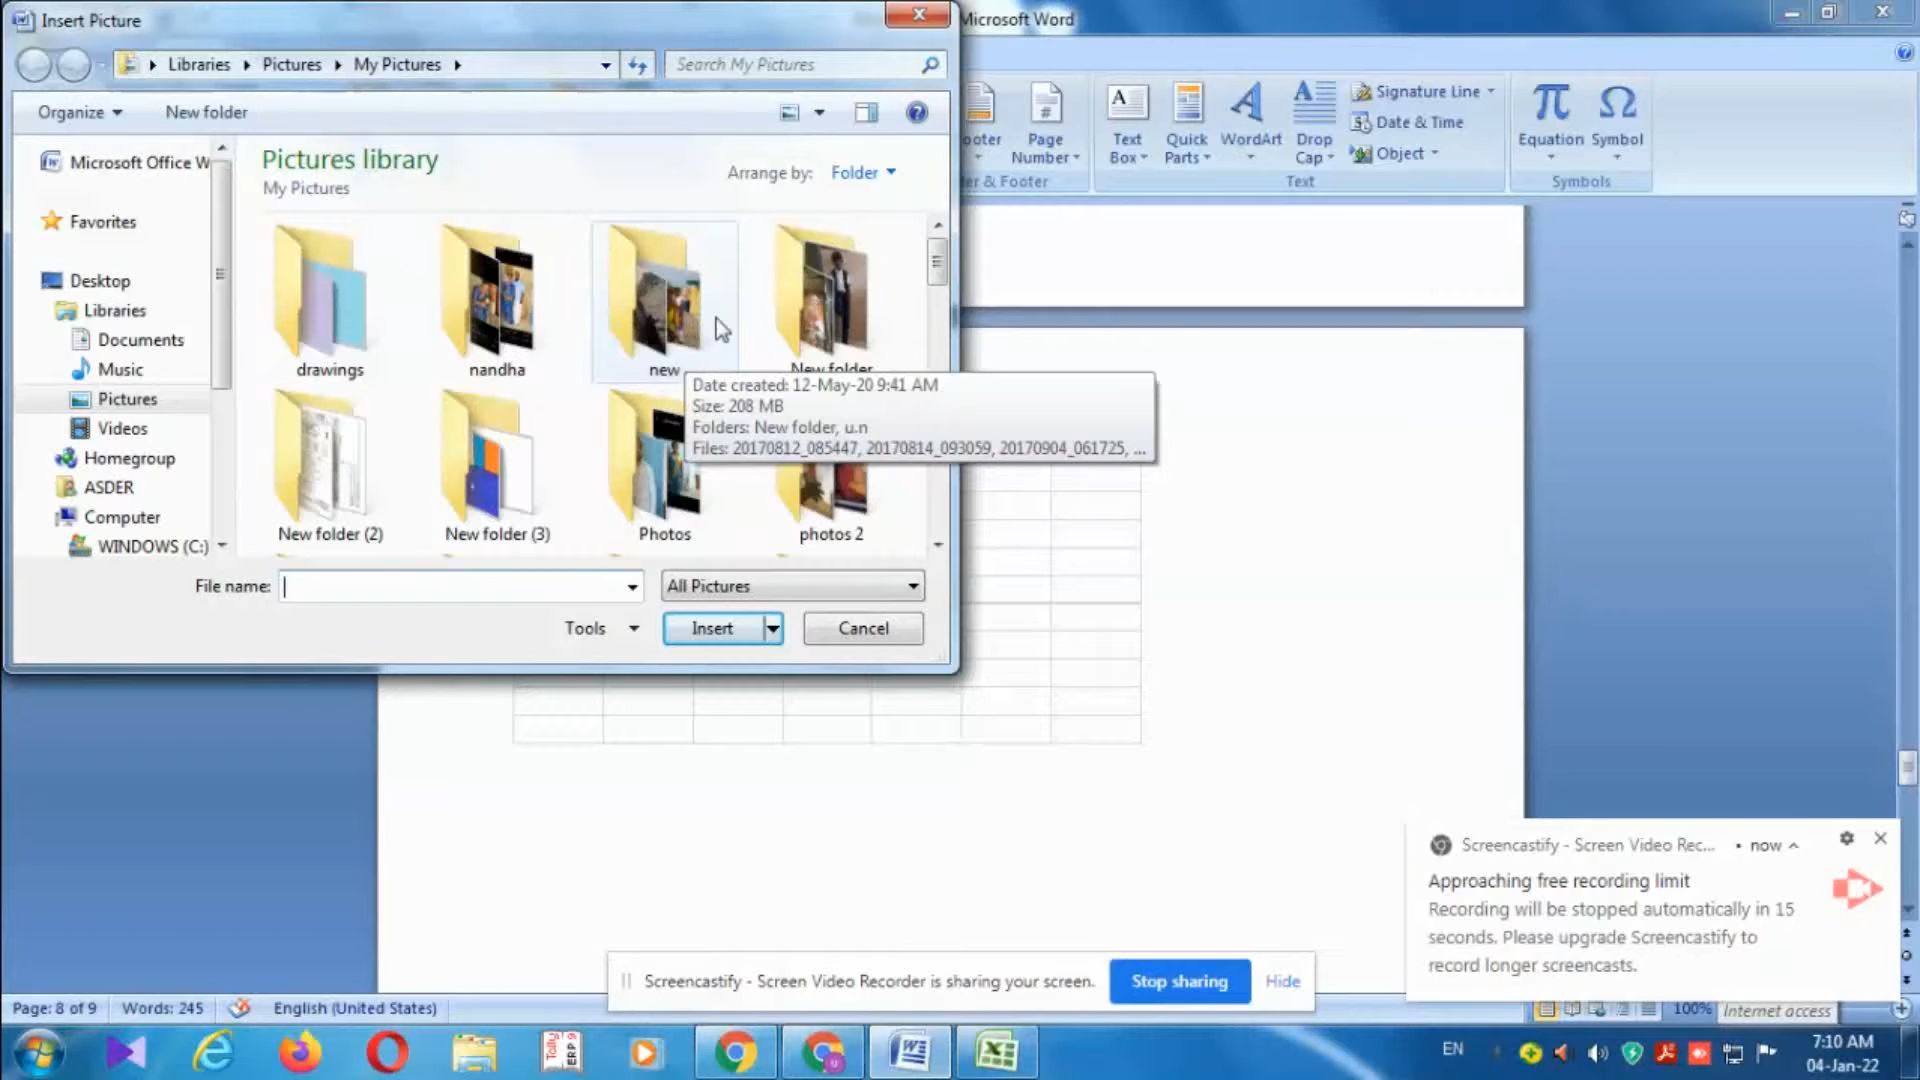 Insert Picture
Microsoft Word
Libraries Pictures My Pictures
Search My Pictures
Organize
New folder
Microsoft Office W
Favorites
Desktop
Libraries
Documents
Music
Pictures
Videos
Homegroup
ASDER
Computer
WINDOWS (C:)
Pictures library
My Pictures
Arrange by: Folder
drawings
nandha
new
New folder
Date created: 12-May-20 9:41 AM
Size: 208 MB
Folders: New folder, u.n
Files: 20170812_085447, 20170814_093059, 20170904_061725, ...
New folder (2)
New folder (3)
Photos
photos 2
File name:
All Pictures
Tools
Insert
Cancel
Page Number
Text Box
Quick Parts
WordArt
Drop Cap
Signature Line
Date & Time
Object
Text
Equation
Symbol
Symbols
Screencastify - Screen Video Rec... • now
Approaching free recording limit
Recording will be stopped automatically in 15
seconds. Please upgrade Screencastify to
record longer screencasts.
Screencastify - Screen Video Recorder is sharing your screen.
Stop sharing
Hide
Page: 8 of 9
Words: 245
English (United States)
100%
Internet access
Tally
ERP 9
EN
7:10 AM
04-Jan-22